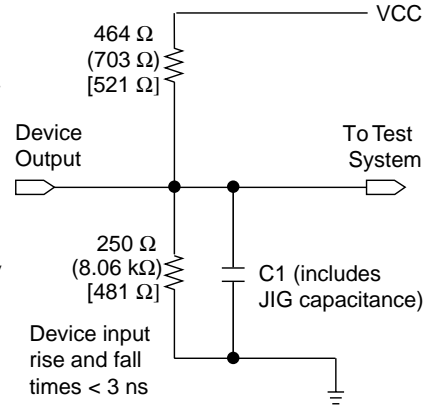 VCC
464 Ω
(703 Ω)
[521 Ω]
Device
Output
To Test
System
250 Ω
(8.06 kΩ)
[481 Ω]
C1 (includes
JIG capacitance)
Device input
rise and fall
times < 3 ns